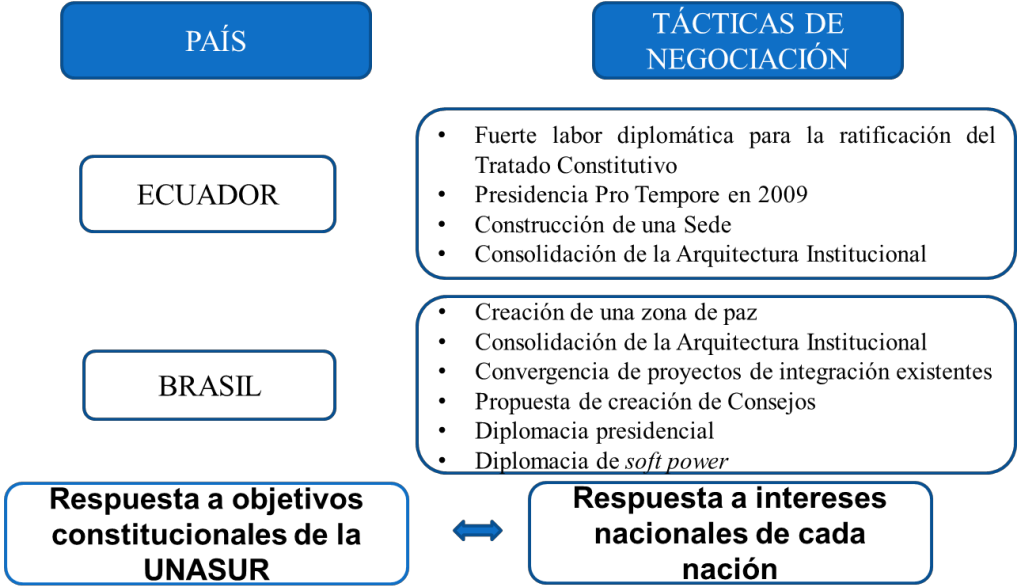 PAÍS
TÁCTICAS DE
NEGOCIACIÓN
ECUADOR
• Fuerte labor diplomática para la ratificación del
Tratado Constitutivo
• Presidencia Pro Tempore en 2009
• Construcción de una Sede
• Consolidación de la Arquitectura Institucional
BRASIL
• Creación de una zona de paz
• Consolidación de la Arquitectura Institucional
• Convergencia de proyectos de integración existentes
• Propuesta de creación de Consejos
• Diplomacia presidencial
• Diplomacia de soft power
Respuesta a objetivos
constitucionales de la
UNASUR
Respuesta a intereses
nacionales de cada
nación